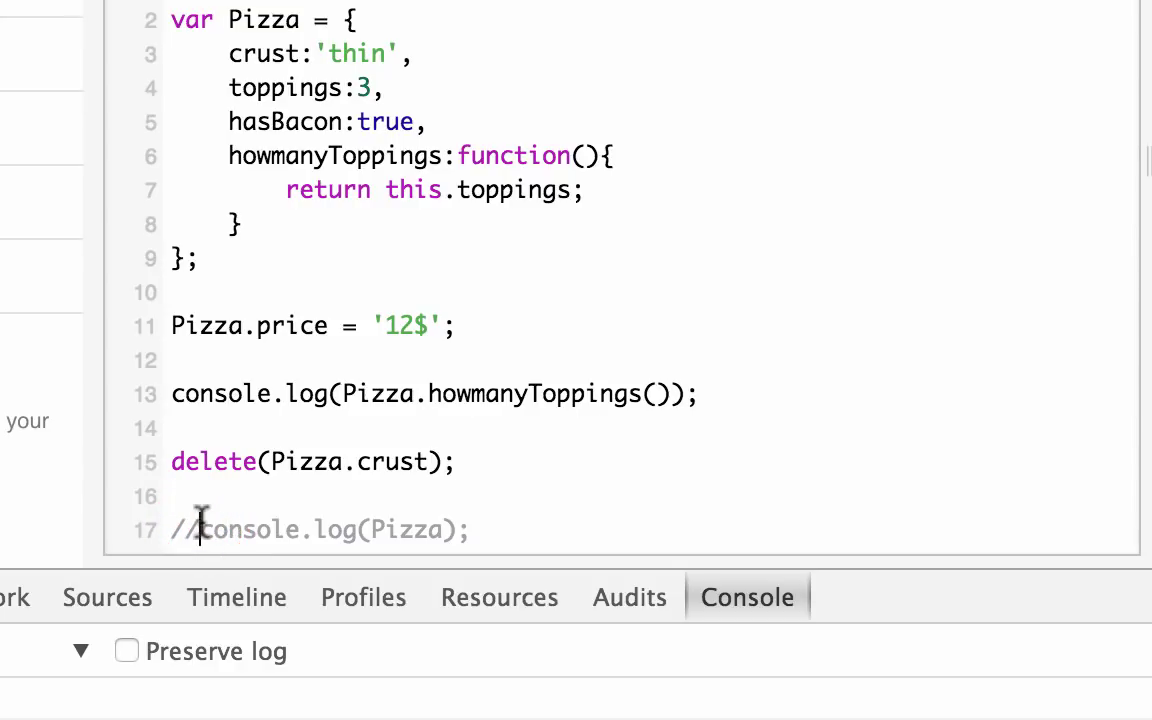 2 var Pizza = {
3 crust:'thin',
4 toppings:3,
5 hasBacon:true,
6 howmanyToppings:function(){
7 return this.toppings;
8 }
9 };
10
11 Pizza.price = '12$';
12
13 console.log(Pizza.howmanyToppings());
14
your
15 delete(Pizza.crust);
16
17 //console.log(Pizza);
ork Sources Timeline Profiles Resources Audits Console
▼ Preserve log